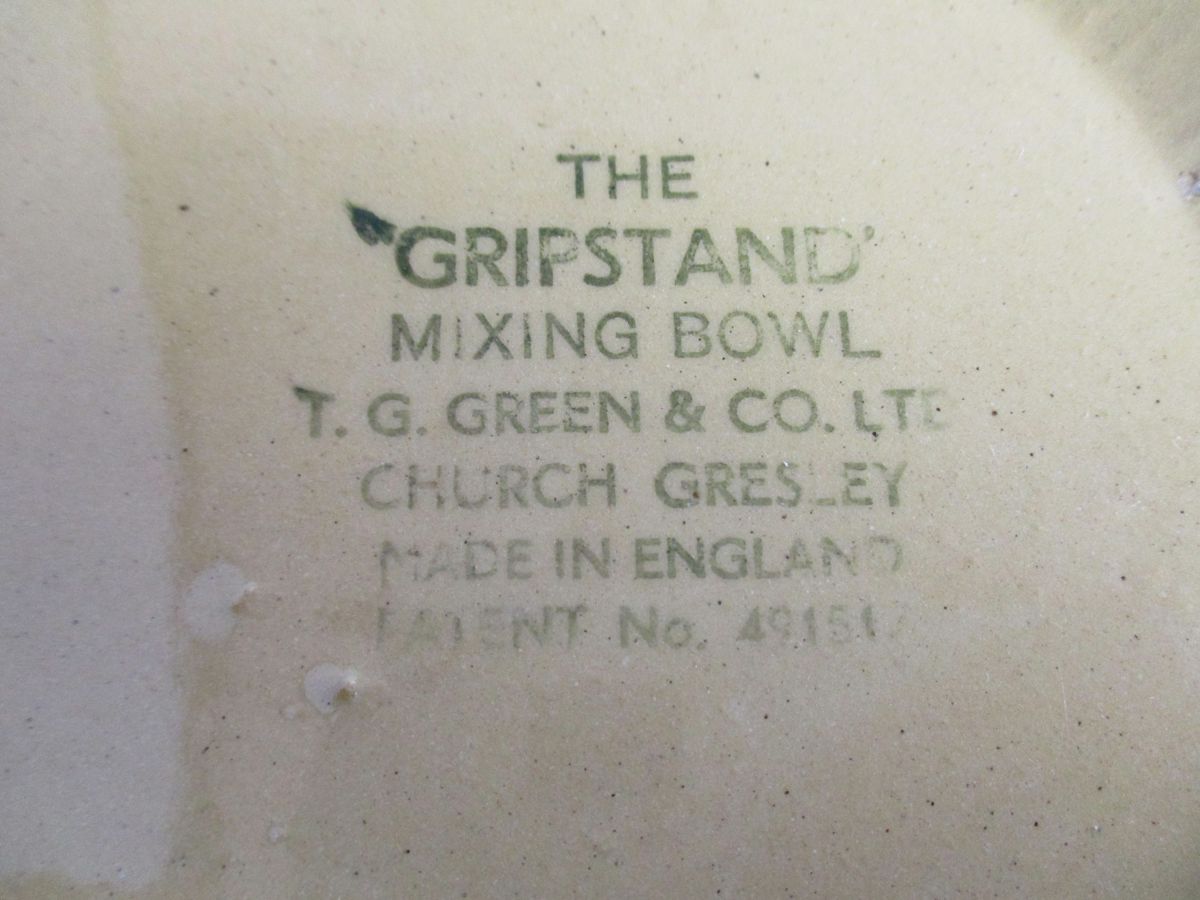 THE
'GRIPSTAND'
MIXING BOWL
T. G. GREEN & CO. LTD
CHURCH GRESLEY
MADE IN ENGLAND
PATENT No.